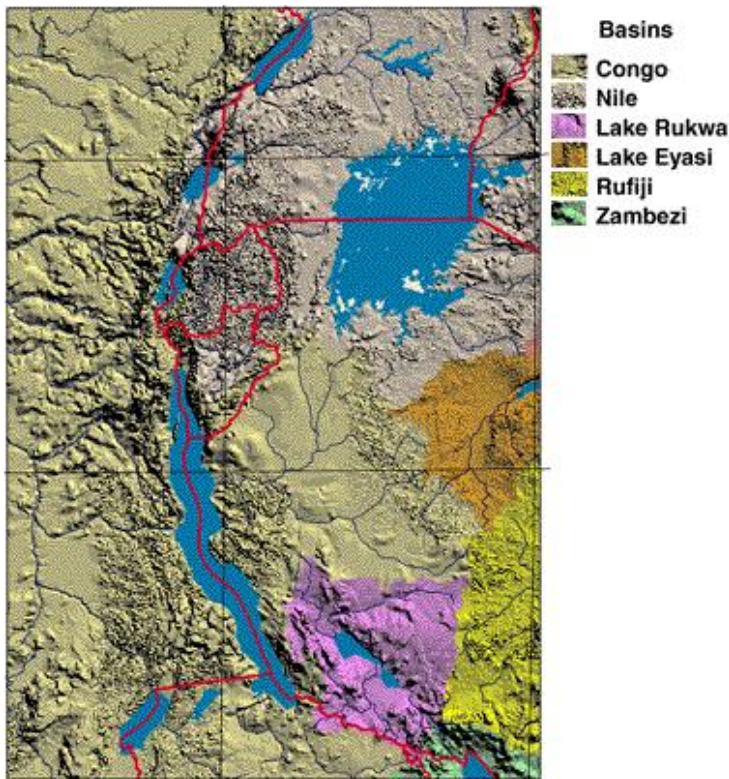 Basins
Congo
Nile
Lake Rukwa
Lake Eyasi
Rufiji
Zambezi